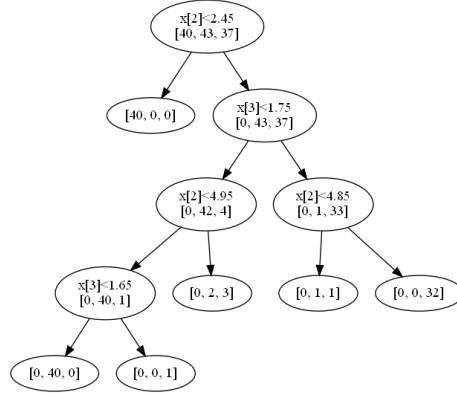 x[2]<2.45
[40, 43, 37]
[40, 0, 0]
x[3]<1.75
[0, 43, 37]
x[2]<4.95
[0, 42, 4]
x[2]<4.85
[0, 1, 33]
x[3]<1.65
[0, 40, 1]
[0, 2, 3]
[0, 1, 1]
[0, 0, 32]
[0, 40, 0]
[0, 0, 1]